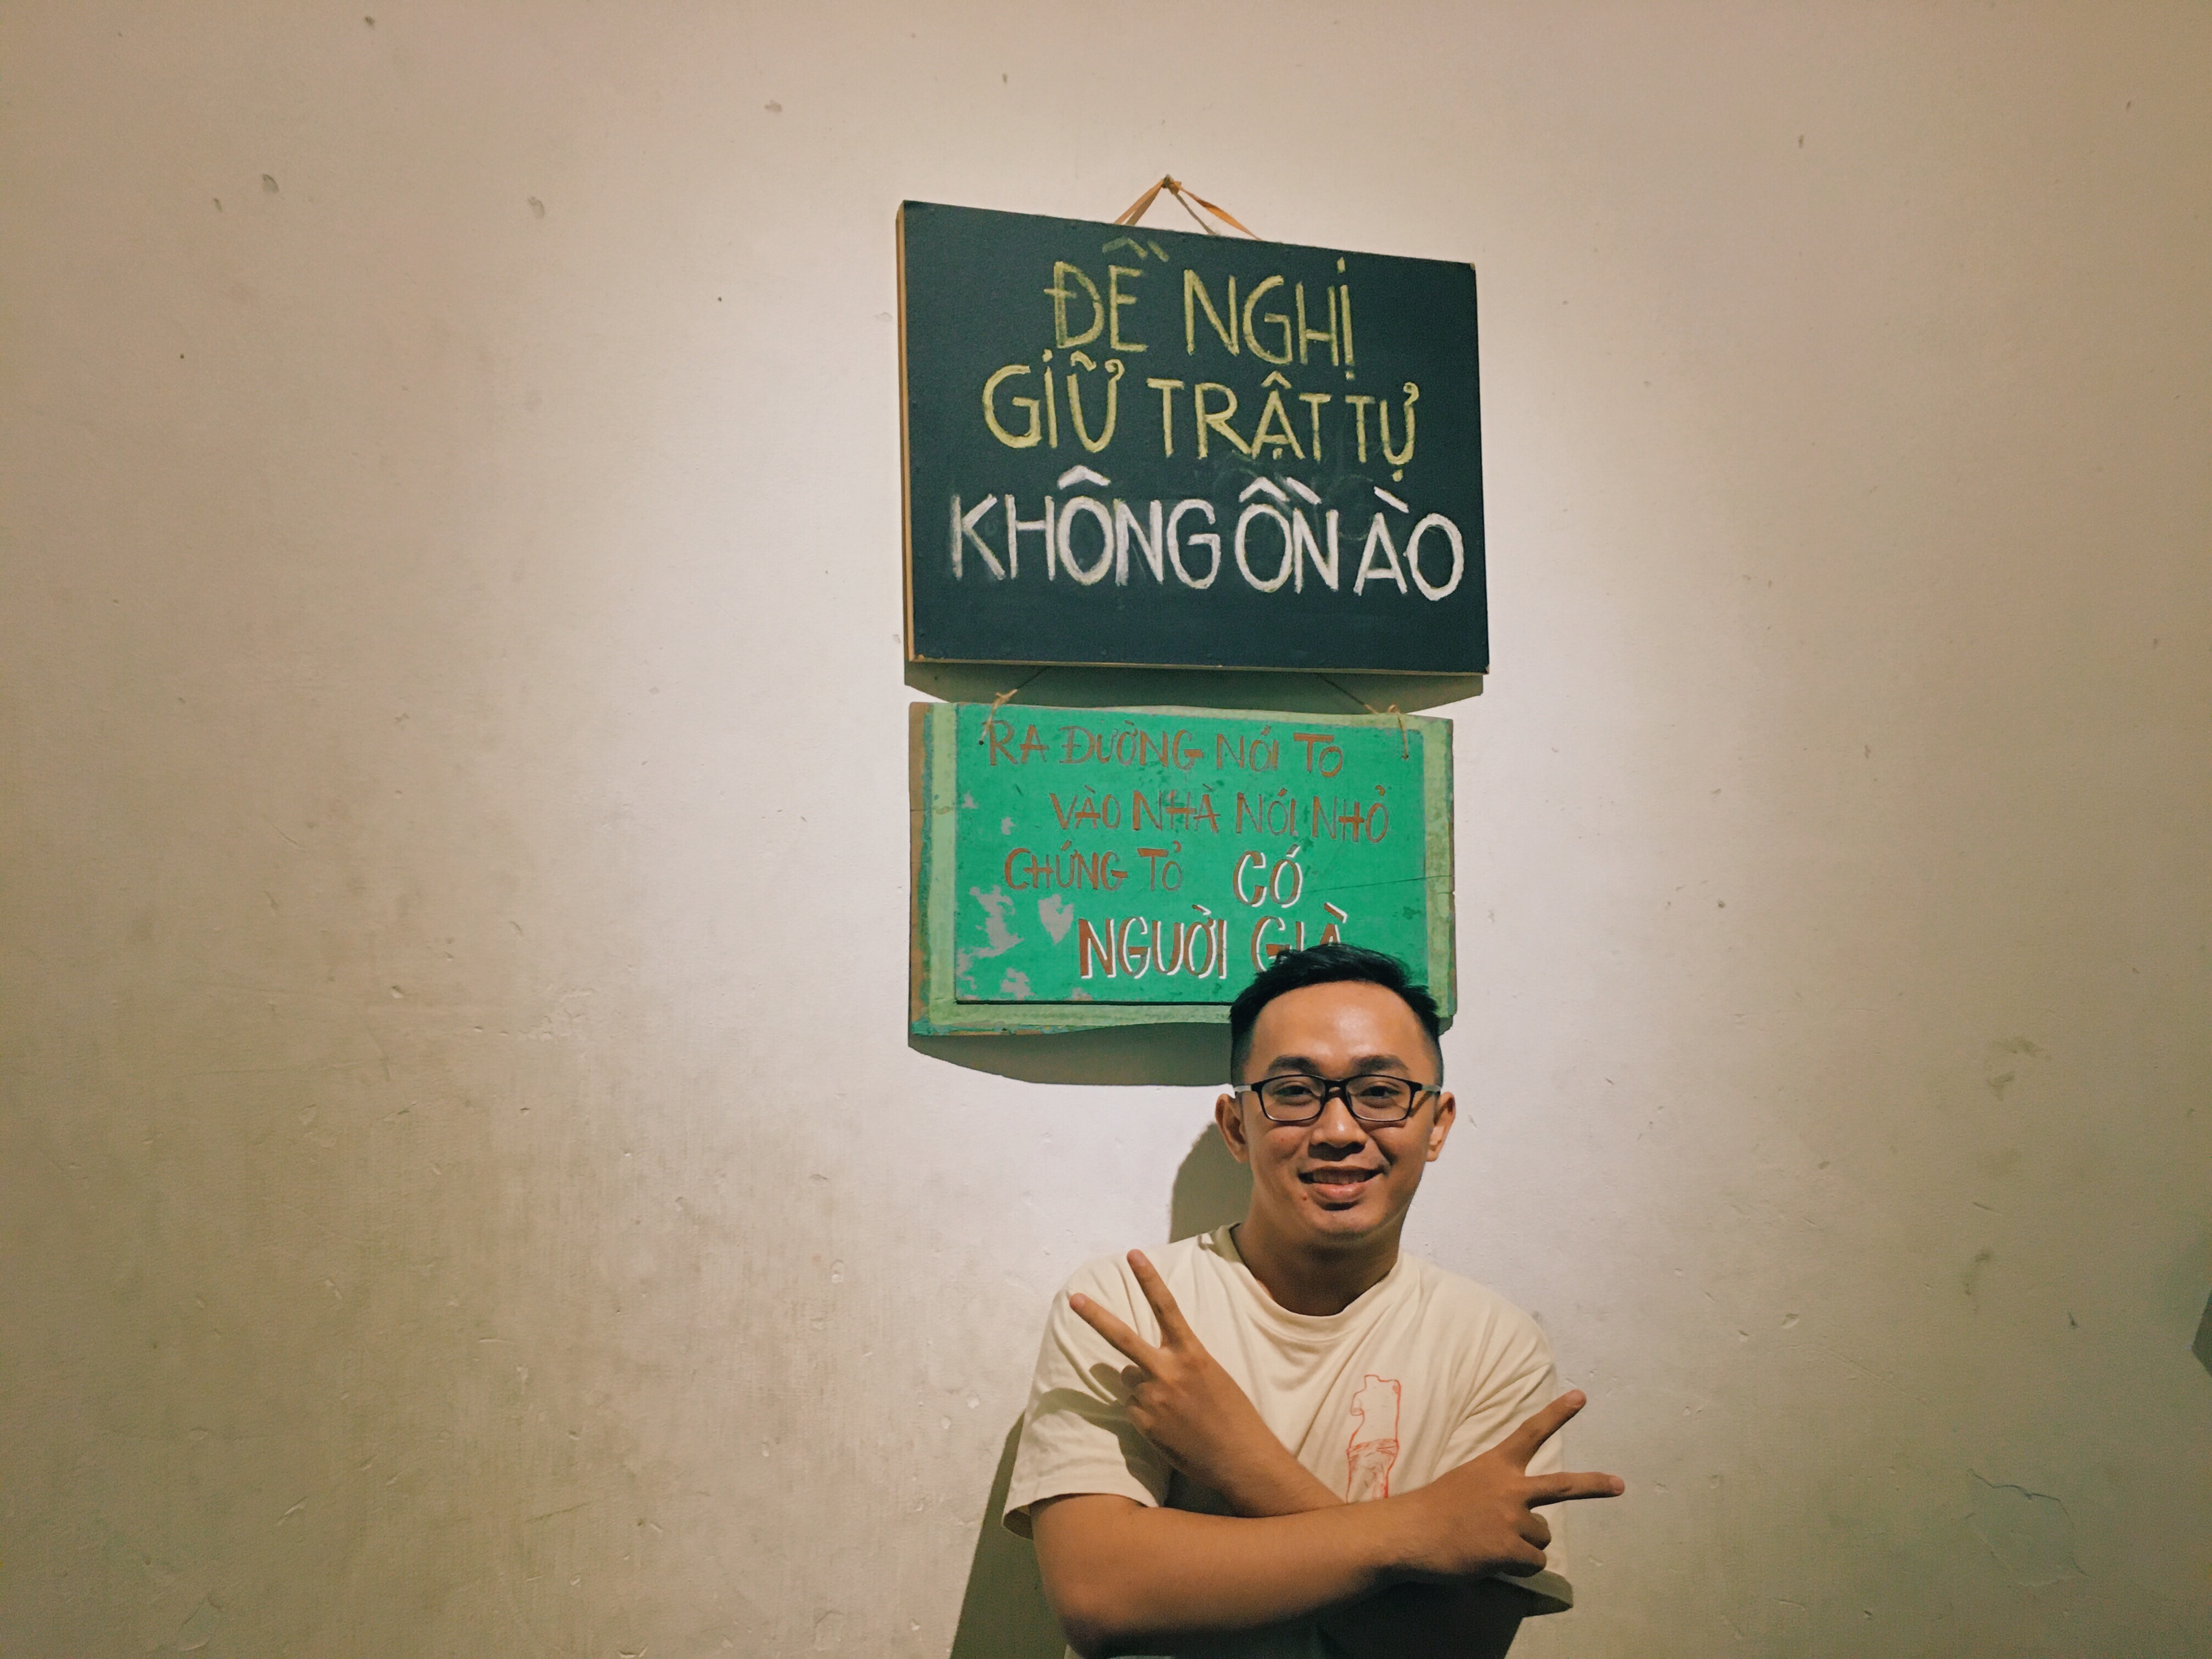 ĐỀ NGHỊ
GIỮ TRẬT TỰ
KHÔNG ỒN ÀO
RA ĐƯỜNG NÓI TO
VÀO NHÀ NÓI NHỎ
CHỨNG TỎ CÓ
NGƯỜI GIÀ